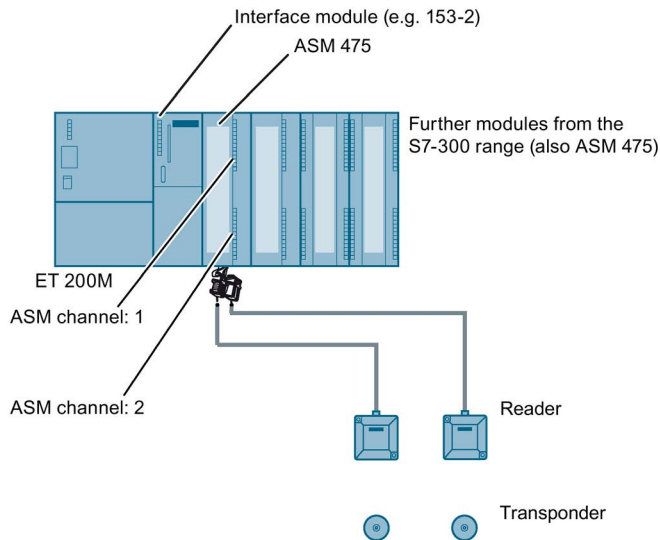 Interface module (e.g. 153-2)
ASM 475
Further modules from the
S7-300 range (also ASM 475)
ET 200M
ASM channel: 1
ASM channel: 2
Reader
Transponder